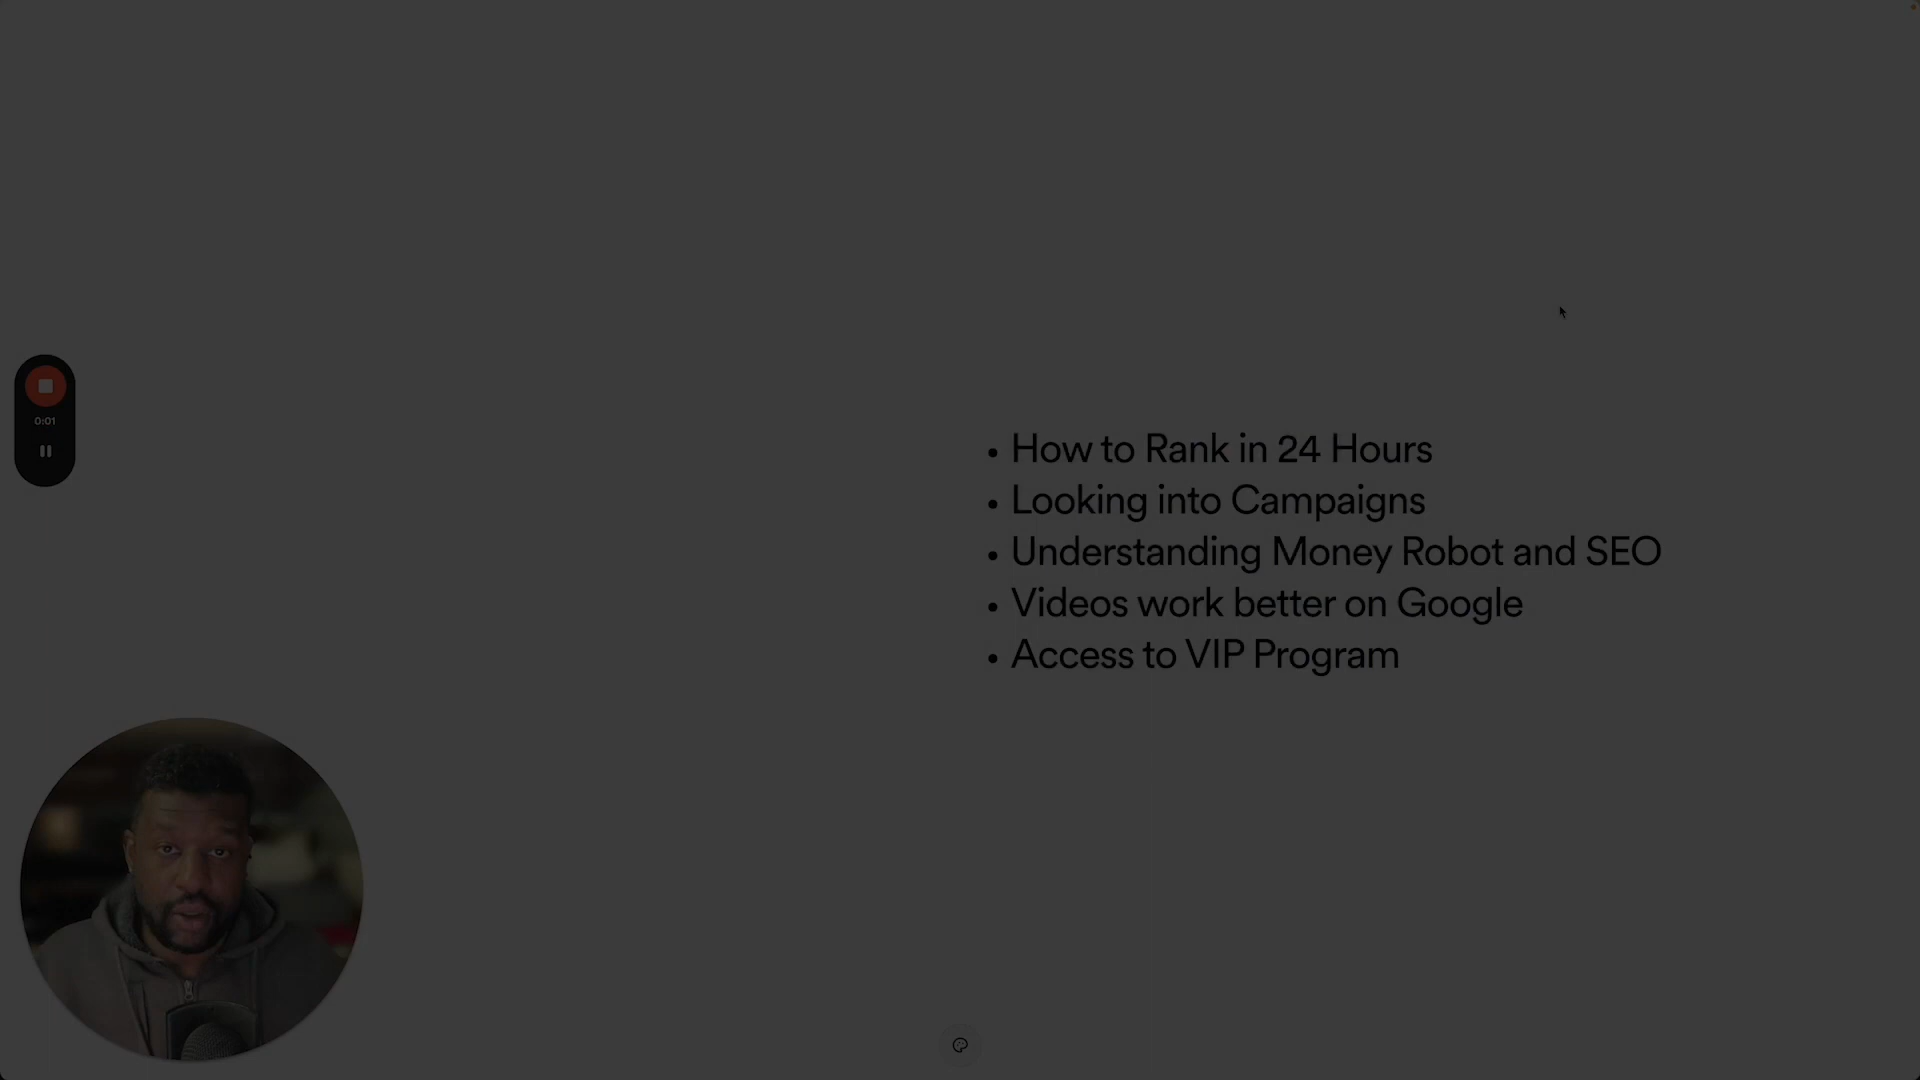 0:01
• How to Rank in 24 Hours
• Looking into Campaigns
• Understanding Money Robot and SEO
• Videos work better on Google
• Access to VIP Program